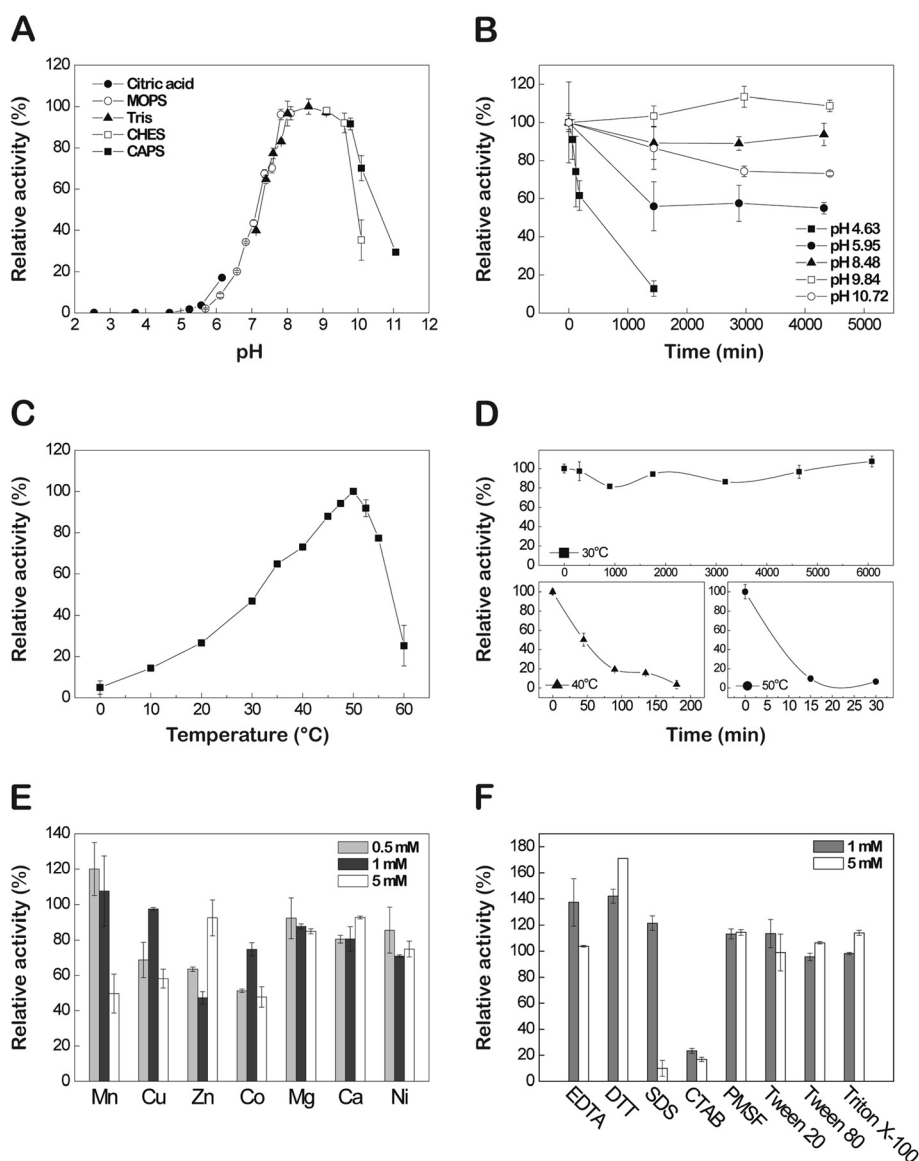 A
Relative activity (%)
120
100
80
60
40
20
0
Citric acid
MOPS
Tris
CHES
CAPS
2 3 4 5 6 7 8 9 10 11 12
pH
B
Relative activity (%)
120
100
80
60
40
20
0
pH 4.63
pH 5.95
pH 8.48
pH 9.84
pH 10.72
0 1000 2000 3000 4000 5000
Time (min)
C
Relative activity (%)
120
100
80
60
40
20
0
0 10 20 30 40 50 60
Temperature (°C)
D
Relative activity (%)
100
80
60
40
20
0
30°C
0 1000 2000 3000 4000 5000 6000
100
80
60
40
20
0
40°C
0 50 100 150 200
100
80
60
40
20
0
50°C
0 5 10 15 20 25 30
Time (min)
E
Relative activity (%)
140
120
100
80
60
40
20
0
0.5 mM
1 mM
5 mM
Mn Cu Zn Co Mg Ca Ni
F
Relative activity (%)
180
160
140
120
100
80
60
40
20
0
1 mM
5 mM
EDTA DTT SDS CTAB PMSF Tween 20 Tween 80 Triton X-100